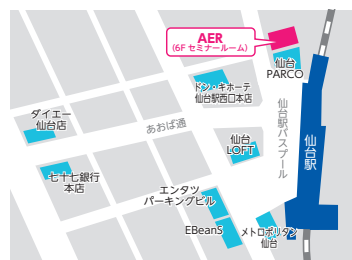 AER
(6F セミナールーム)
仙台
PARCO
ドン・キホーテ
仙台駅西口本店
ダイエー
仙台店
あおば通
仙台駅バスプール
仙台駅
仙台
LOFT
七十七銀行
本店
エンタツ
パーキングビル
EBeanS
メトロポリタン
仙台